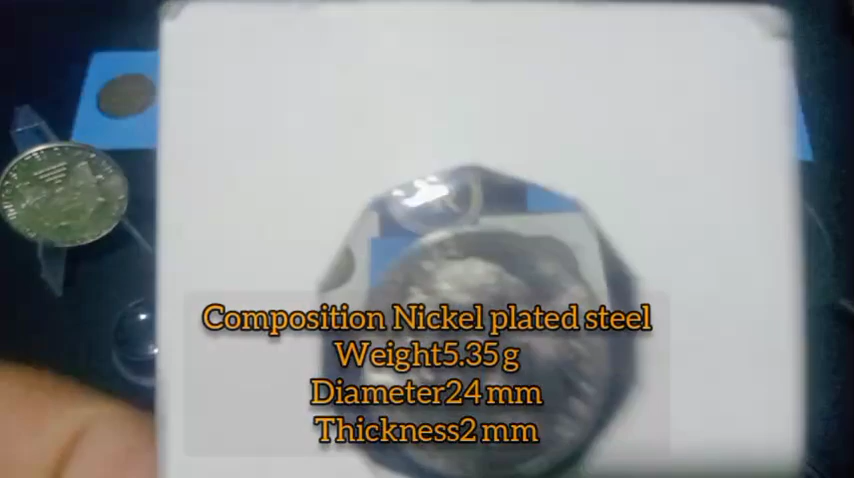 Composition Nickel plated steel
Weight5.35 g
Diameter24 mm
Thickness2 mm